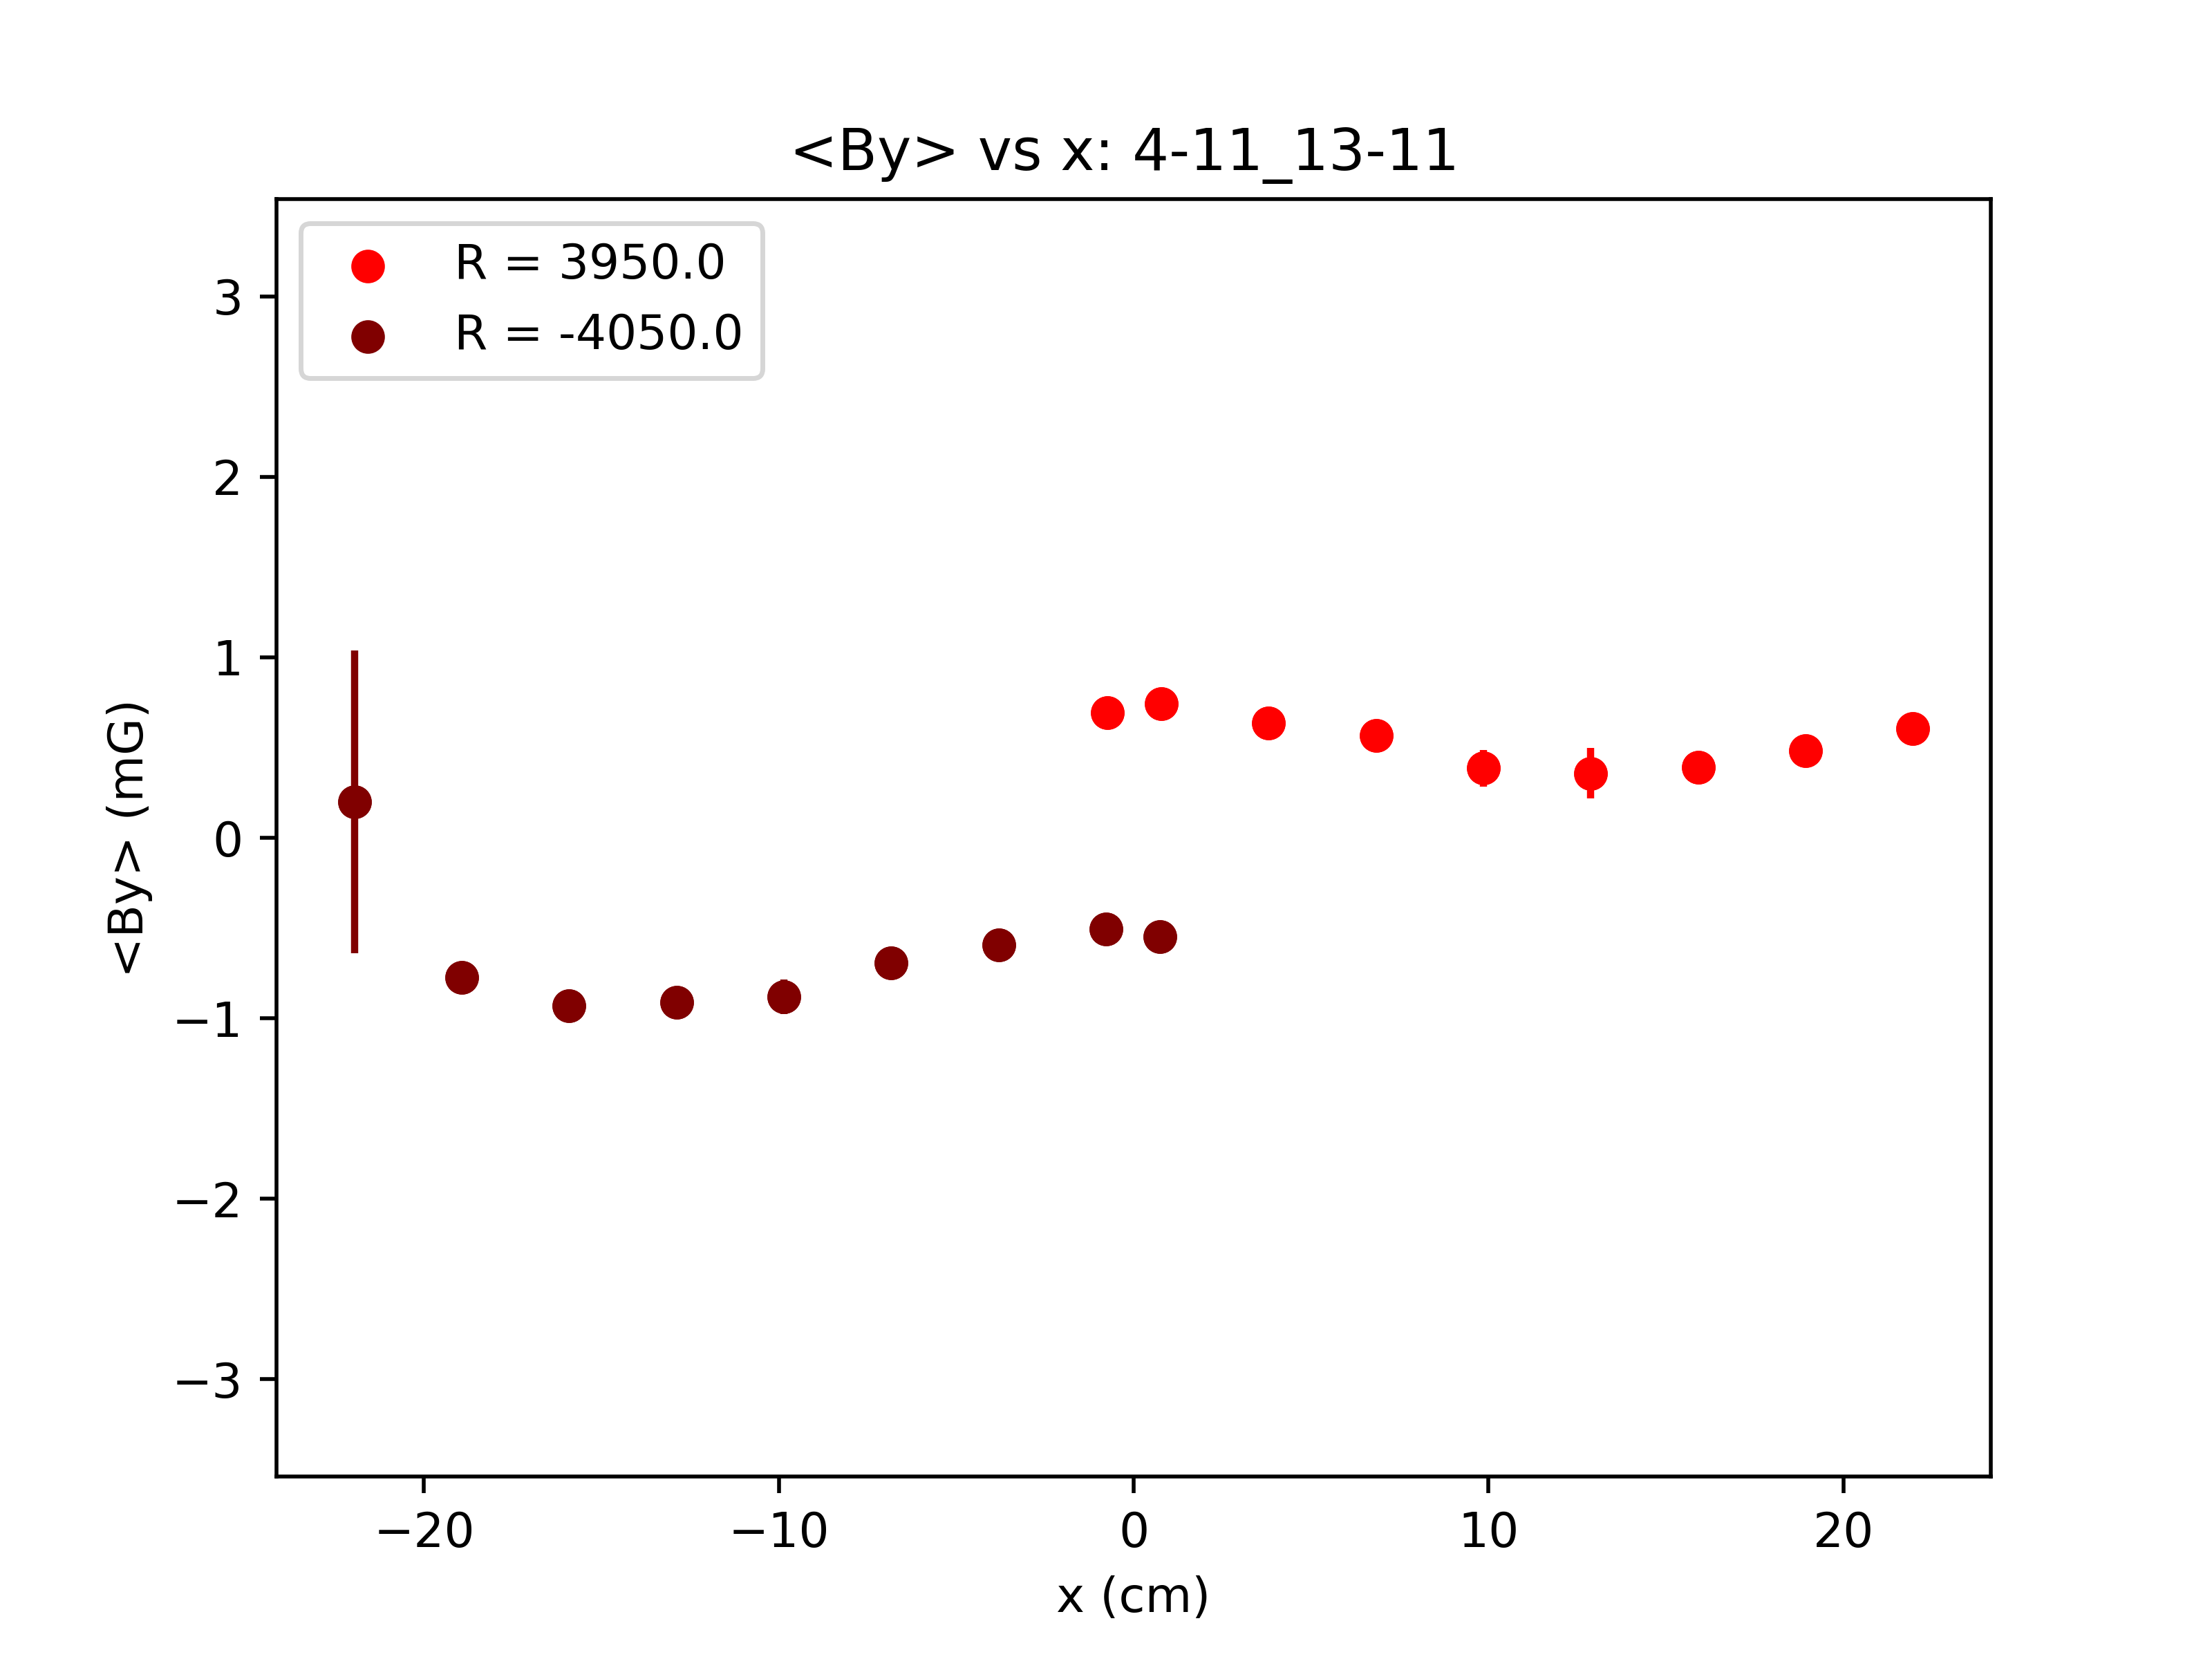 <By> vs x: 4-11_13-11
R = 3950.0
R = -4050.0
3
2
1
0
−1
−2
−3
<By> (mG)
−20
−10
0
10
20
x (cm)